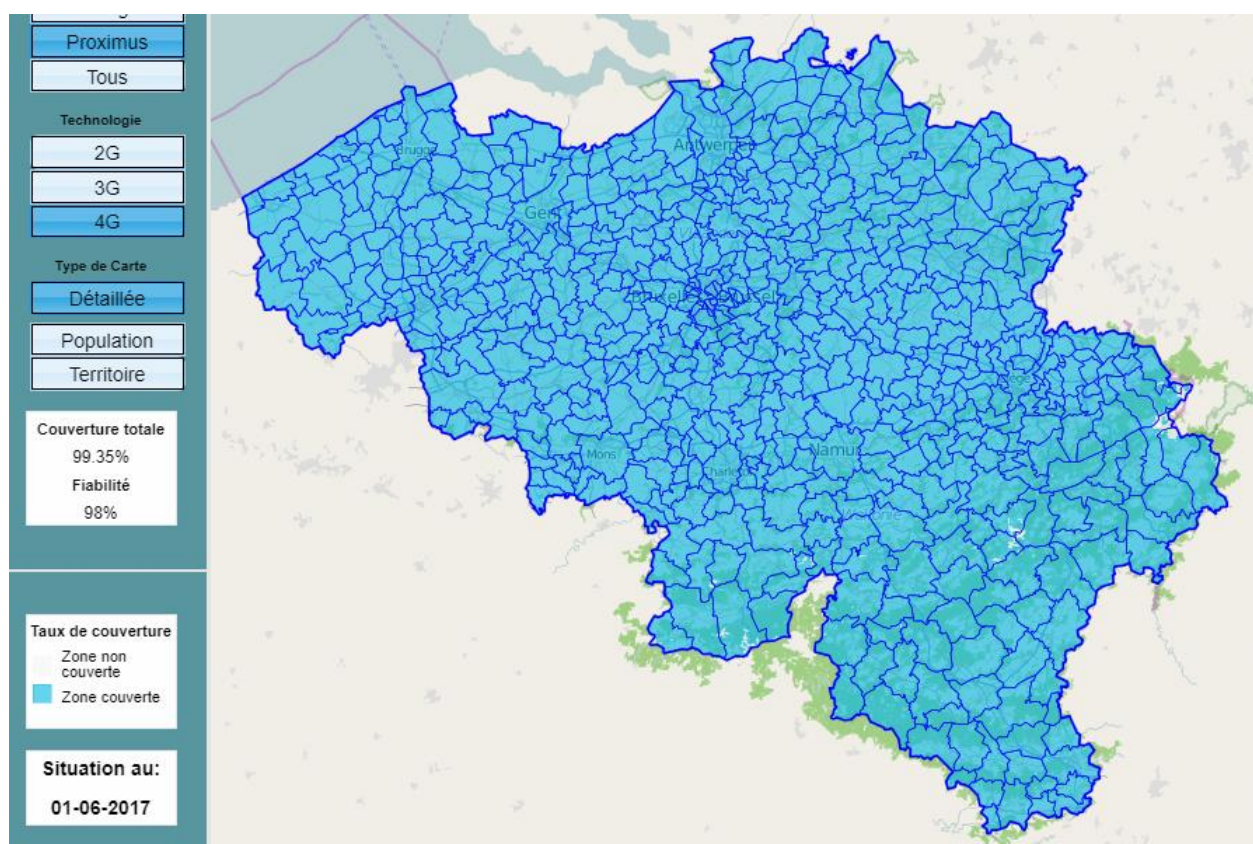 Proximus
Tous
Technologie
2G
3G
4G
Type de Carte
Détaillée
Population
Territoire
Couverture totale
99.35%
Fiabilité
98%
Taux de couverture
Zone non
couverte
Zone couverte
Situation au:
01-06-2017
Brugge
Antwerpen
Gent
Mons
Namur